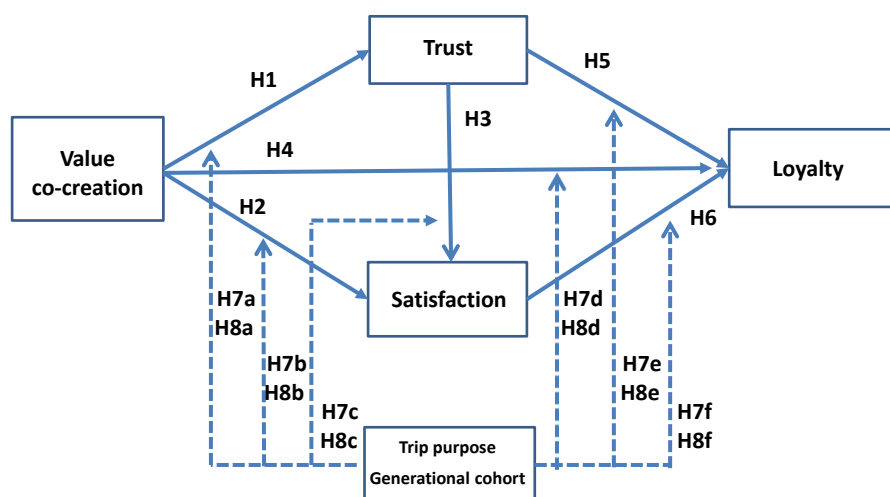 Trust
H1
H5
H3
Value
co-creation
H4
Loyalty
H2
H6
Satisfaction
H7a
H8a
H7d
H8d
H7b
H8b
H7e
H8e
H7c
H8c
H7f
H8f
Trip purpose
Generational cohort